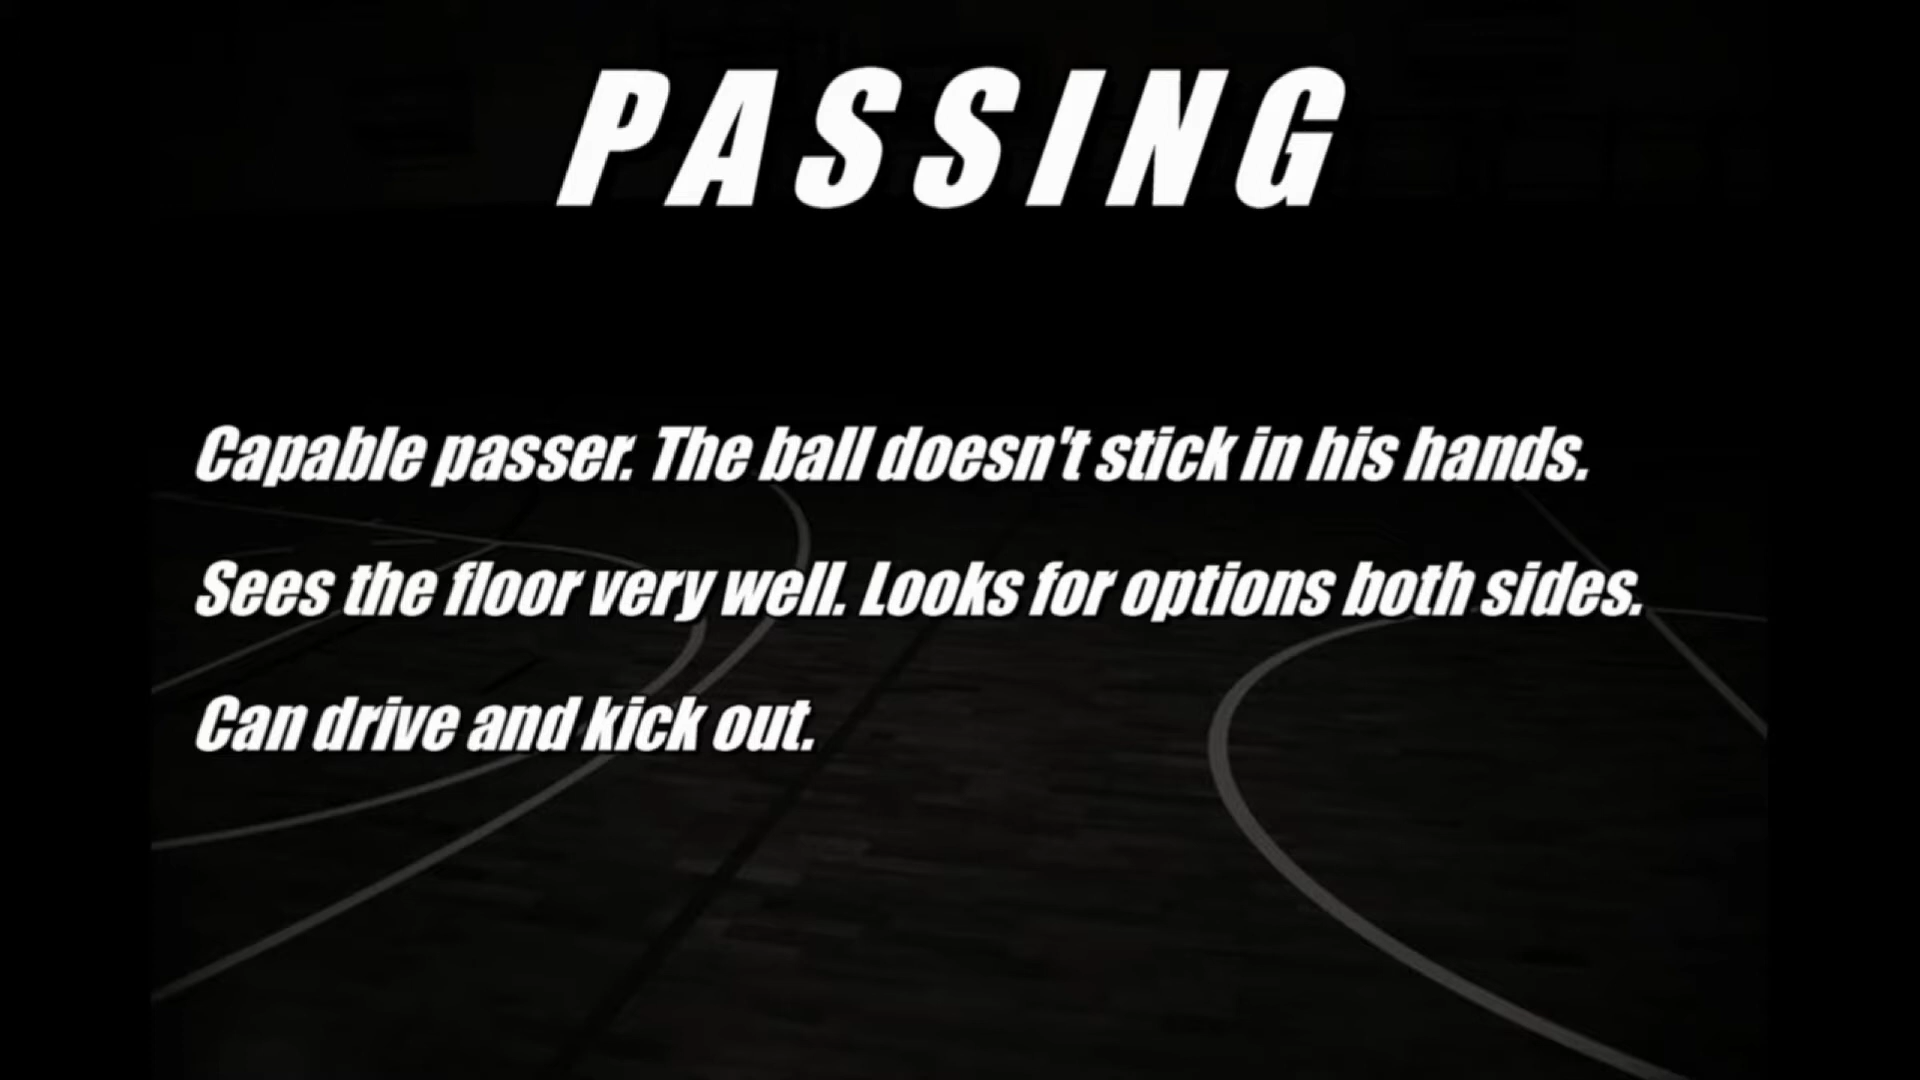 PASSING
Capable passer. The ball doesn't stick in his hands.
Sees the floor very well. Looks for options both sides.
Can drive and kick out.